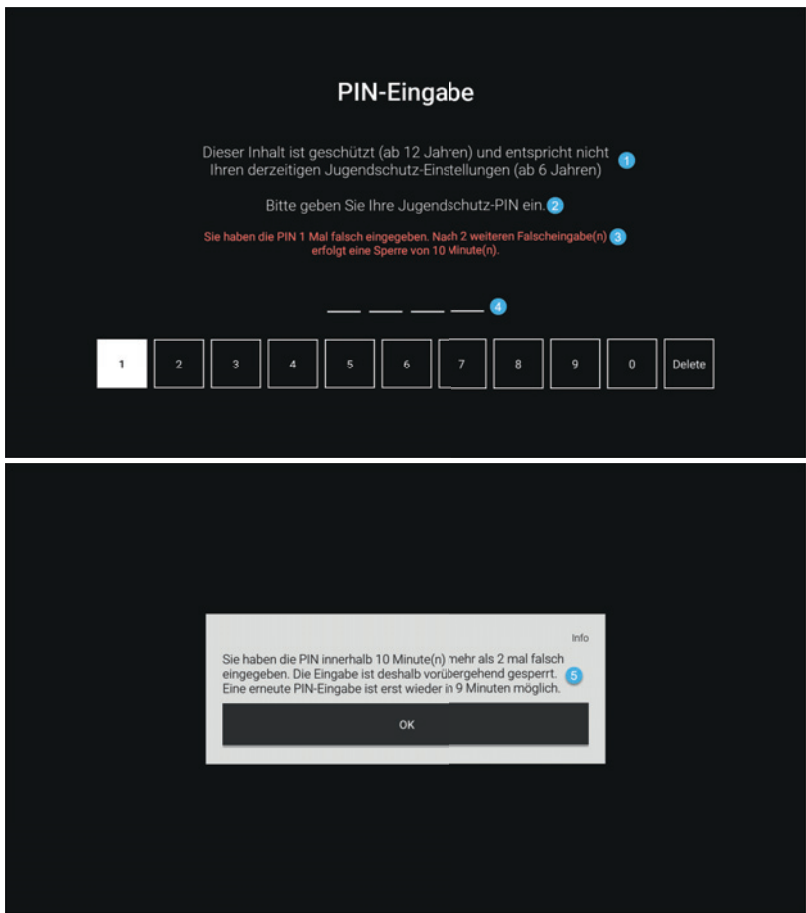 PIN-Eingabe
Dieser Inhalt ist geschützt (ab 12 Jahren) und entspricht nicht
Ihren derzeitigen Jugendschutz-Einstellungen (ab 6 Jahren)
1
Bitte geben Sie Ihre Jugendschutz-PIN ein. 2
Sie haben die PIN 1 Mal falsch eingegeben. Nach 2 weiteren Falscheingabe(n) 3
erfolgt eine Sperre von 10 Minute(n).
4
1 2 3 4 5 6 7 8 9 0 Delete
Info
Sie haben die PIN innerhalb 10 Minute(n) mehr als 2 mal falsch
eingegeben. Die Eingabe ist deshalb vorübergehend gesperrt. 5
Eine erneute PIN-Eingabe ist erst wieder in 9 Minuten möglich.
OK